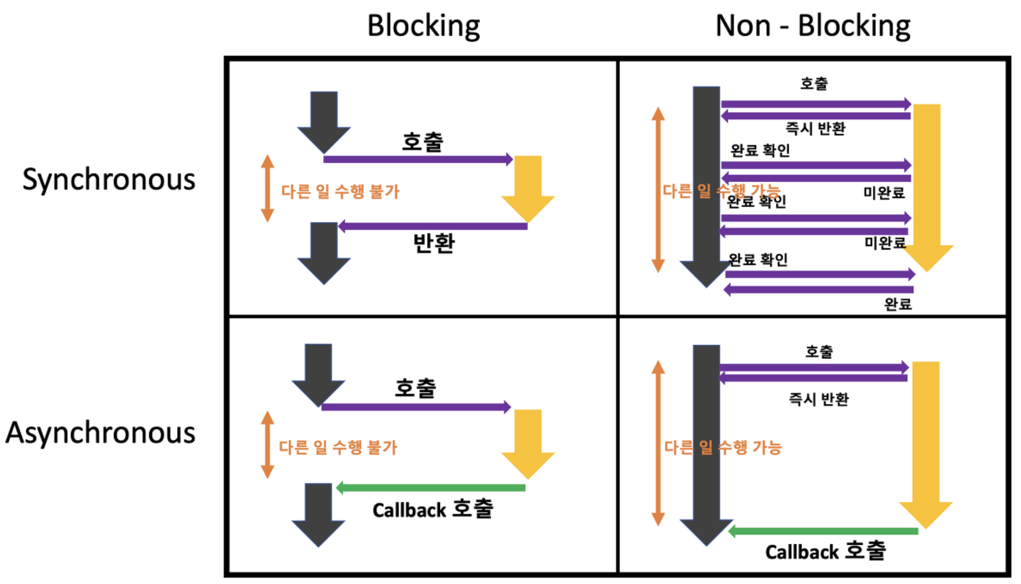 Blocking
Non - Blocking
Synchronous
호출
다른 일 수행 불가
반환
호출
즉시 반환
완료 확인
미완료
다른 일 수행 가능
완료 확인
미완료
완료 확인
완료
Asynchronous
호출
다른 일 수행 불가
Callback 호출
호출
즉시 반환
다른 일 수행 가능
Callback 호출